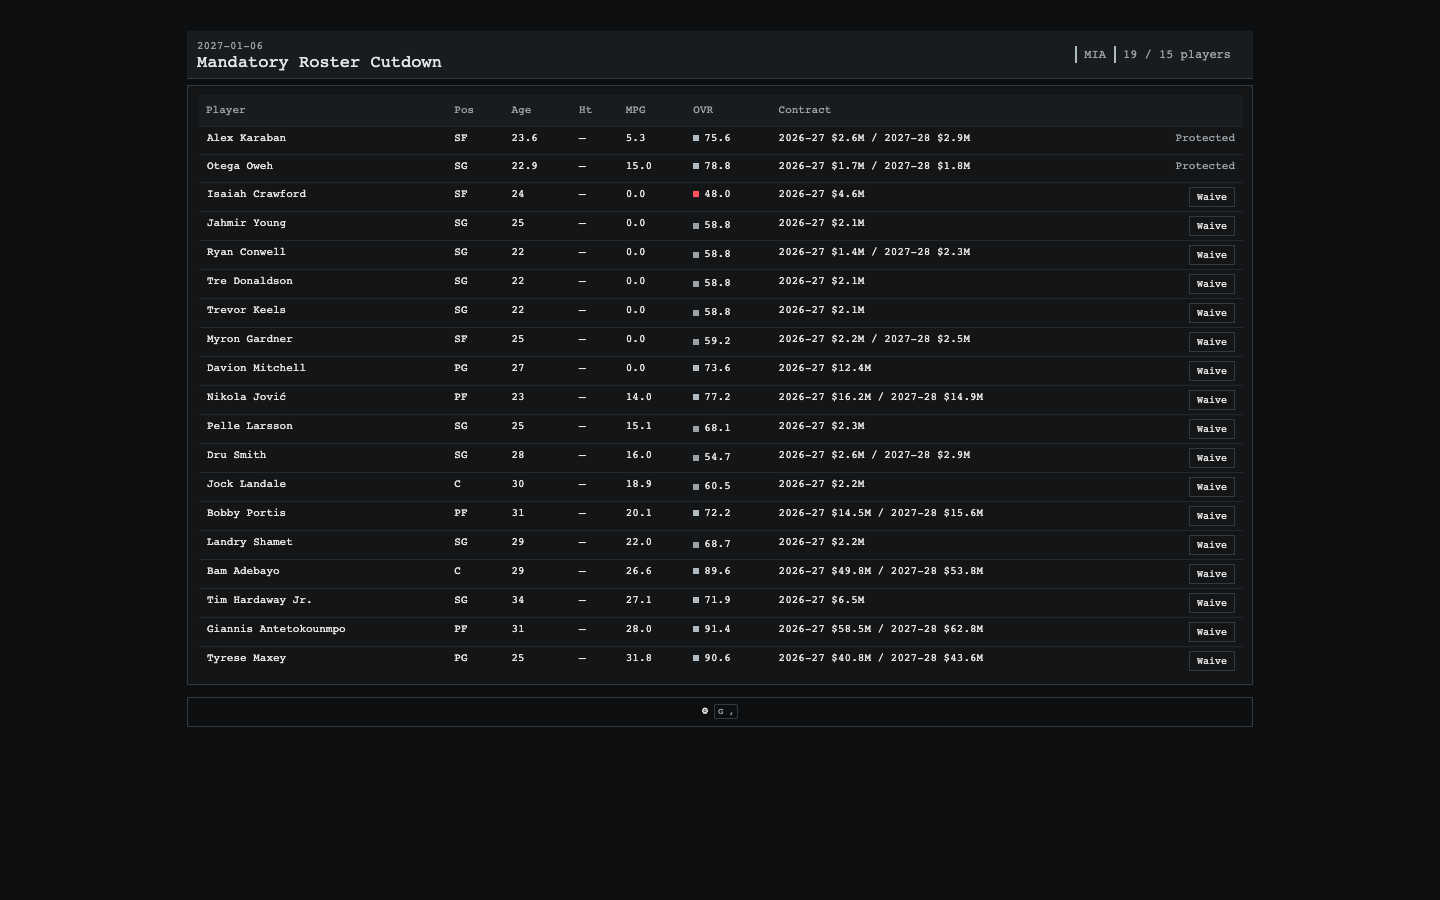 2027-01-06
Mandatory Roster Cutdown
MIA 19 / 15 players
Player Pos Age Ht MPG OVR Contract
Alex Karaban SF 23.6 — 5.3 75.6 2026-27 $2.6M / 2027-28 $2.9M Protected
Otega Oweh SG 22.9 — 15.0 78.8 2026-27 $1.7M / 2027-28 $1.8M Protected
Isaiah Crawford SF 24 — 0.0 48.0 2026-27 $4.6M Waive
Jahmir Young SG 25 — 0.0 58.8 2026-27 $2.1M Waive
Ryan Conwell SG 22 — 0.0 58.8 2026-27 $1.4M / 2027-28 $2.3M Waive
Tre Donaldson SG 22 — 0.0 58.8 2026-27 $2.1M Waive
Trevor Keels SG 22 — 0.0 58.8 2026-27 $2.1M Waive
Myron Gardner SF 25 — 0.0 59.2 2026-27 $2.2M / 2027-28 $2.5M Waive
Davion Mitchell PG 27 — 0.0 73.6 2026-27 $12.4M Waive
Nikola Jović PF 23 — 14.0 77.2 2026-27 $16.2M / 2027-28 $14.9M Waive
Pelle Larsson SG 25 — 15.1 68.1 2026-27 $2.3M Waive
Dru Smith SG 28 — 16.0 54.7 2026-27 $2.6M / 2027-28 $2.9M Waive
Jock Landale C 30 — 18.9 60.5 2026-27 $2.2M Waive
Bobby Portis PF 31 — 20.1 72.2 2026-27 $14.5M / 2027-28 $15.6M Waive
Landry Shamet SG 29 — 22.0 68.7 2026-27 $2.2M Waive
Bam Adebayo C 29 — 26.6 89.6 2026-27 $49.8M / 2027-28 $53.8M Waive
Tim Hardaway Jr. SG 34 — 27.1 71.9 2026-27 $6.5M Waive
Giannis Antetokounmpo PF 31 — 28.0 91.4 2026-27 $58.5M / 2027-28 $62.8M Waive
Tyrese Maxey PG 25 — 31.8 90.6 2026-27 $40.8M / 2027-28 $43.6M Waive
G ,